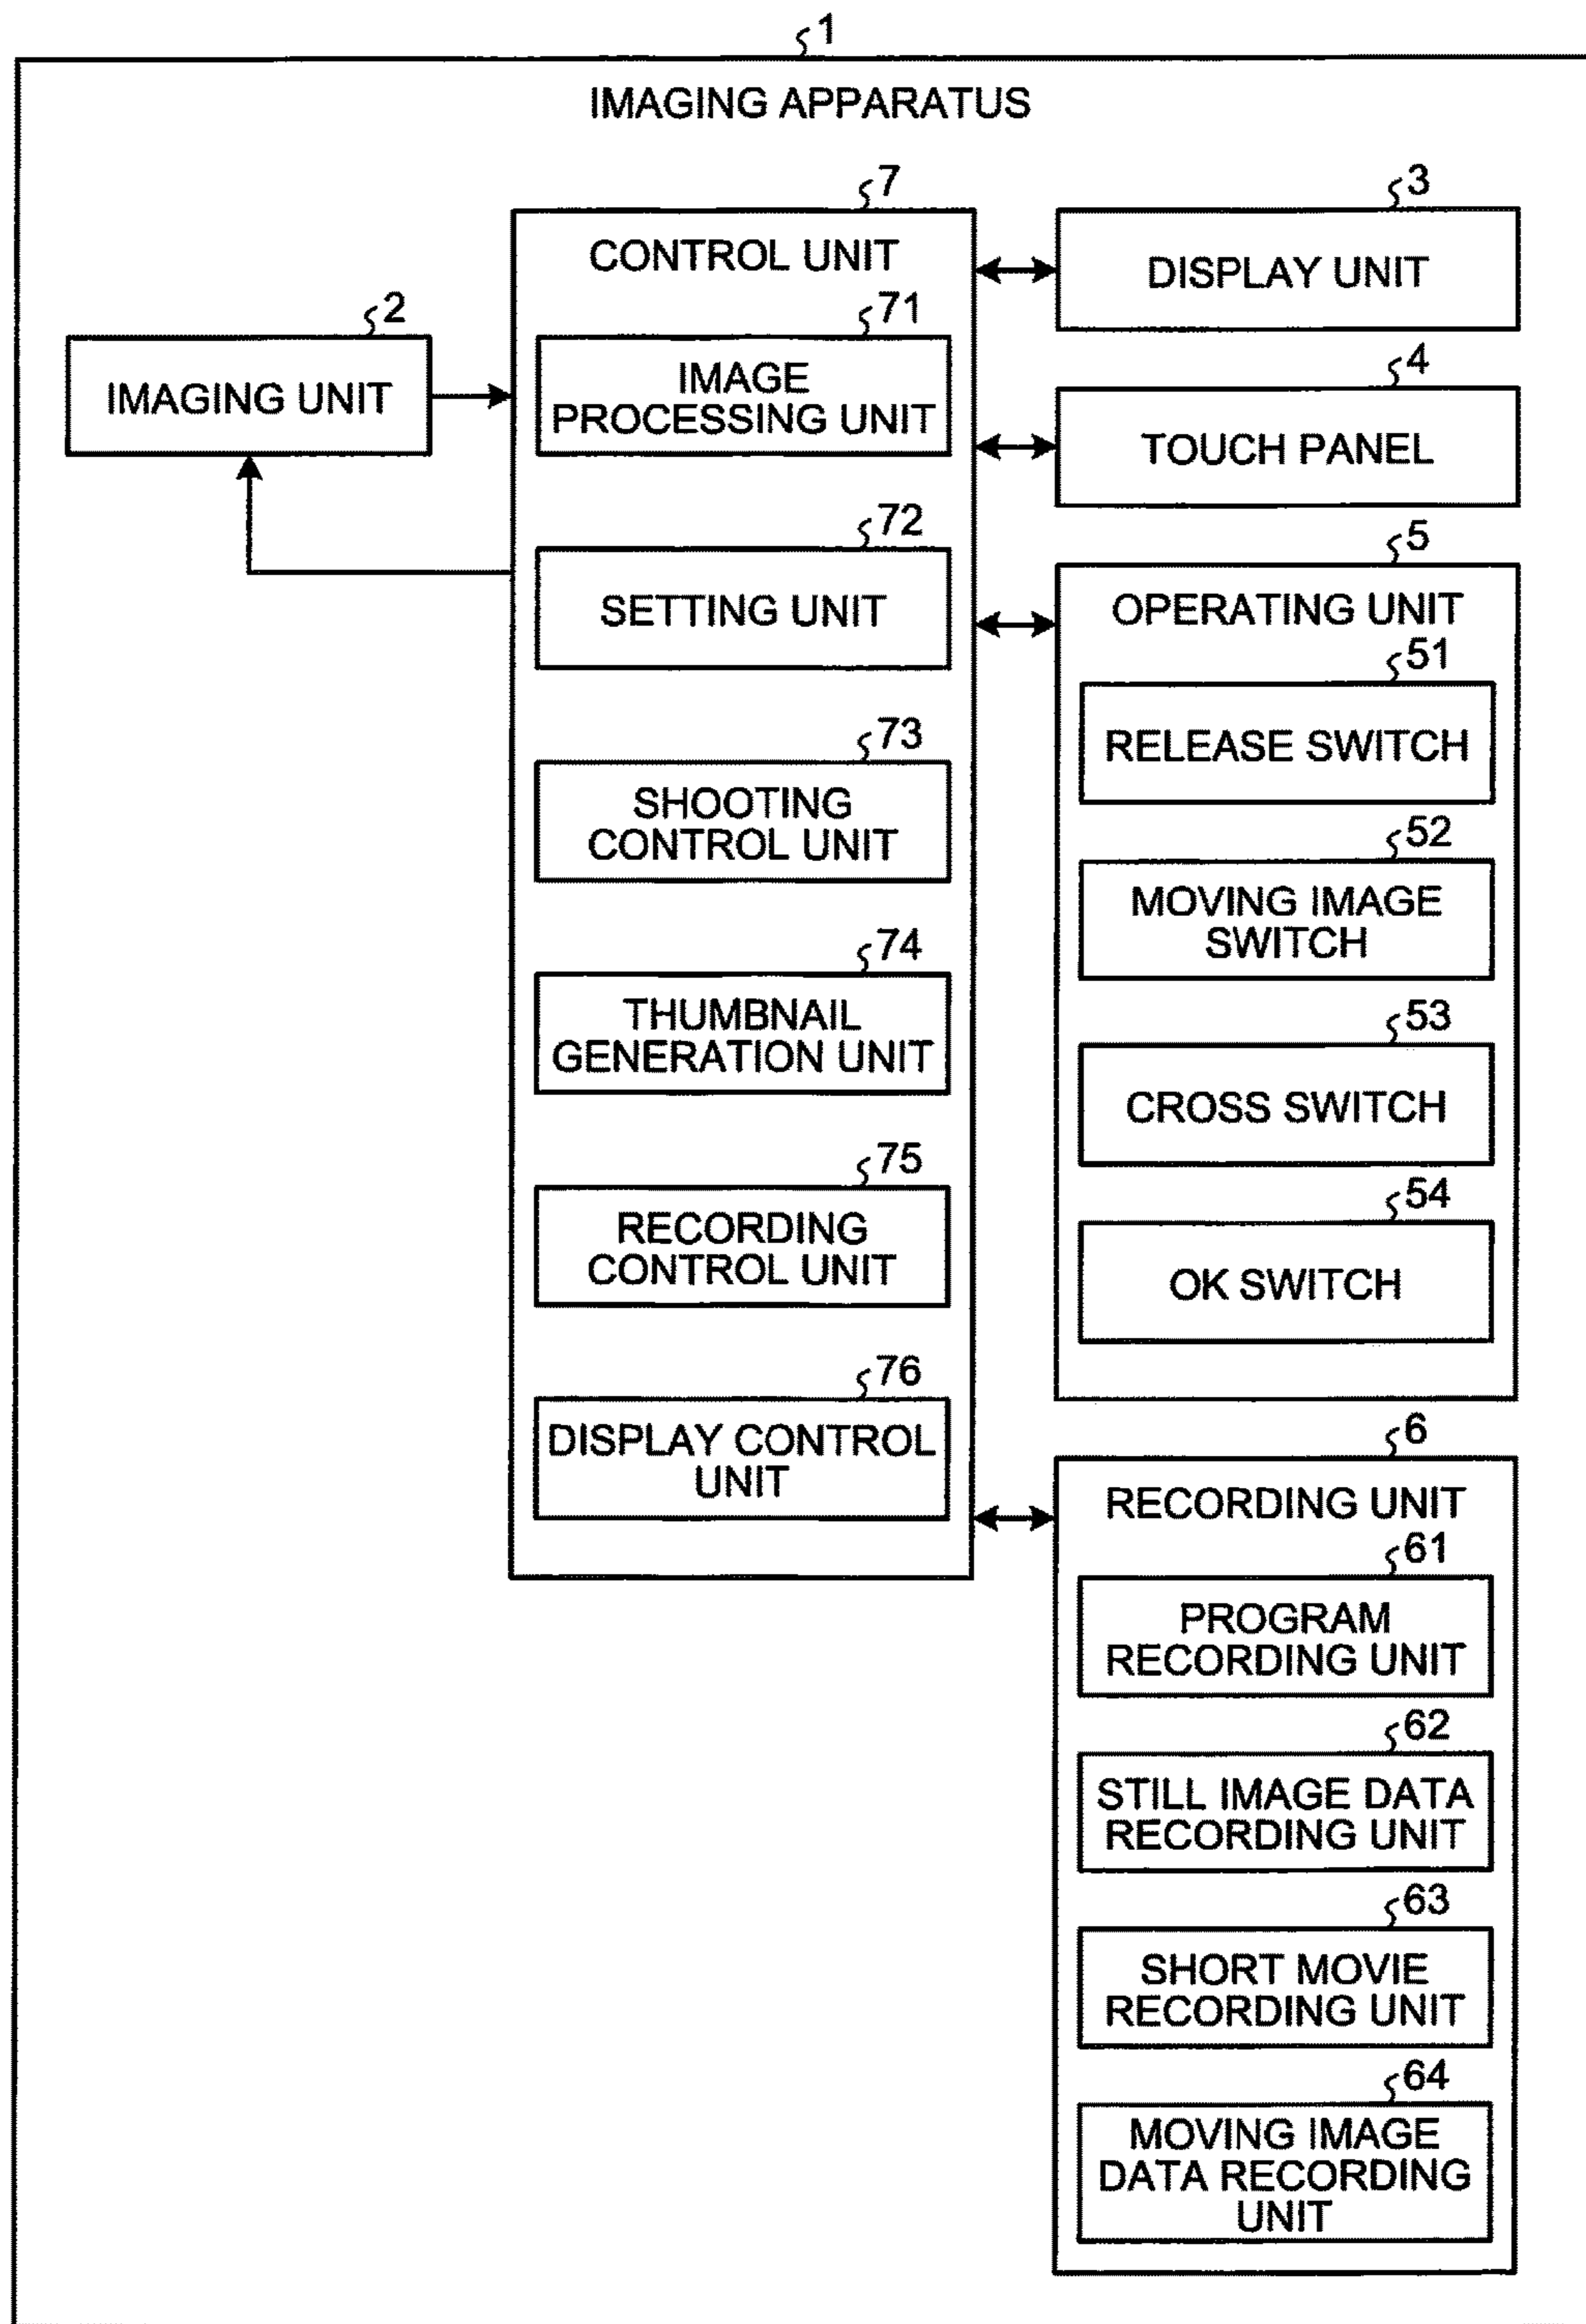 1
IMAGING APPARATUS
2
IMAGING UNIT
7
CONTROL UNIT
71
IMAGE
PROCESSING UNIT
72
SETTING UNIT
73
SHOOTING
CONTROL UNIT
74
THUMBNAIL
GENERATION UNIT
75
RECORDING
CONTROL UNIT
76
DISPLAY CONTROL
UNIT
3
DISPLAY UNIT
4
TOUCH PANEL
5
OPERATING UNIT
51
RELEASE SWITCH
52
MOVING IMAGE
SWITCH
53
CROSS SWITCH
54
OK SWITCH
6
RECORDING UNIT
61
PROGRAM
RECORDING UNIT
62
STILL IMAGE DATA
RECORDING UNIT
63
SHORT MOVIE
RECORDING UNIT
64
MOVING IMAGE
DATA RECORDING
UNIT